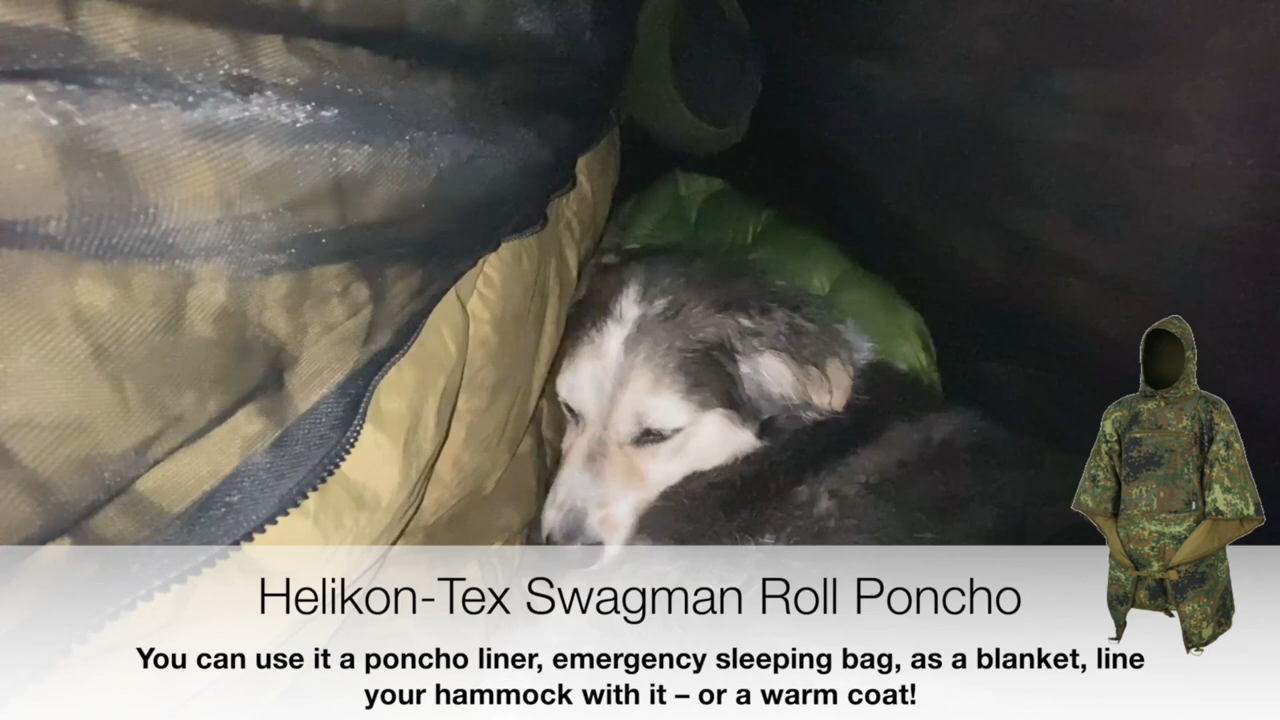 Helikon-Tex Swagman Roll Poncho
You can use it a poncho liner, emergency sleeping bag, as a blanket, line
your hammock with it – or a warm coat!